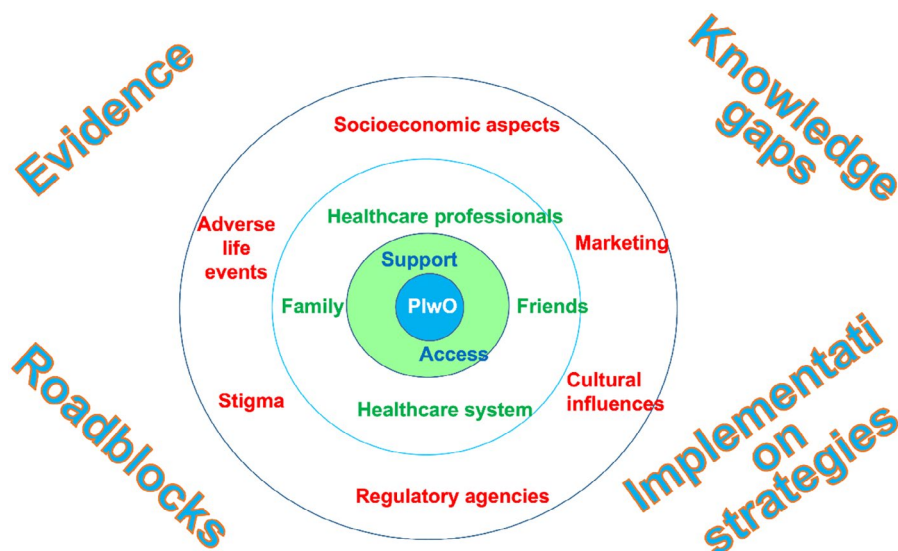 Evidence
Knowledge
gaps
Socioeconomic aspects
Adverse
life
events
Healthcare professionals
Marketing
Support
Family
PlwO
Friends
Access
Stigma
Cultural
influences
Healthcare system
Regulatory agencies
Roadblocks
Implementati
on
strategies